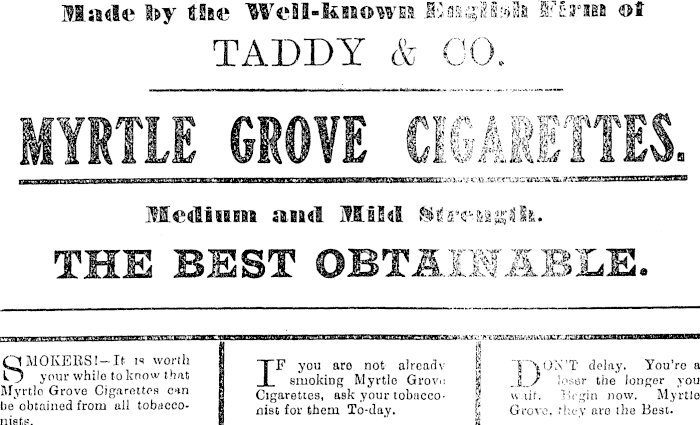 Made by the Well-known English Firm of
TADDY & CO.
MYRTLE GROVE CIGARETTES.
Medium and Mild Strength.
THE BEST OBTAINABLE.
SMOKERS!—It is worth
your while to know that
Myrtle Grove Cigarettes can
be obtained from all tobacco-
nists.
IF you are not already
smoking Myrtle Grove
Cigarettes, ask your tobacco-
nist for them To-day.
DON'T delay. You're a
loser the longer you
wait. Begin now. Myrtle
Grove, they are the Best.